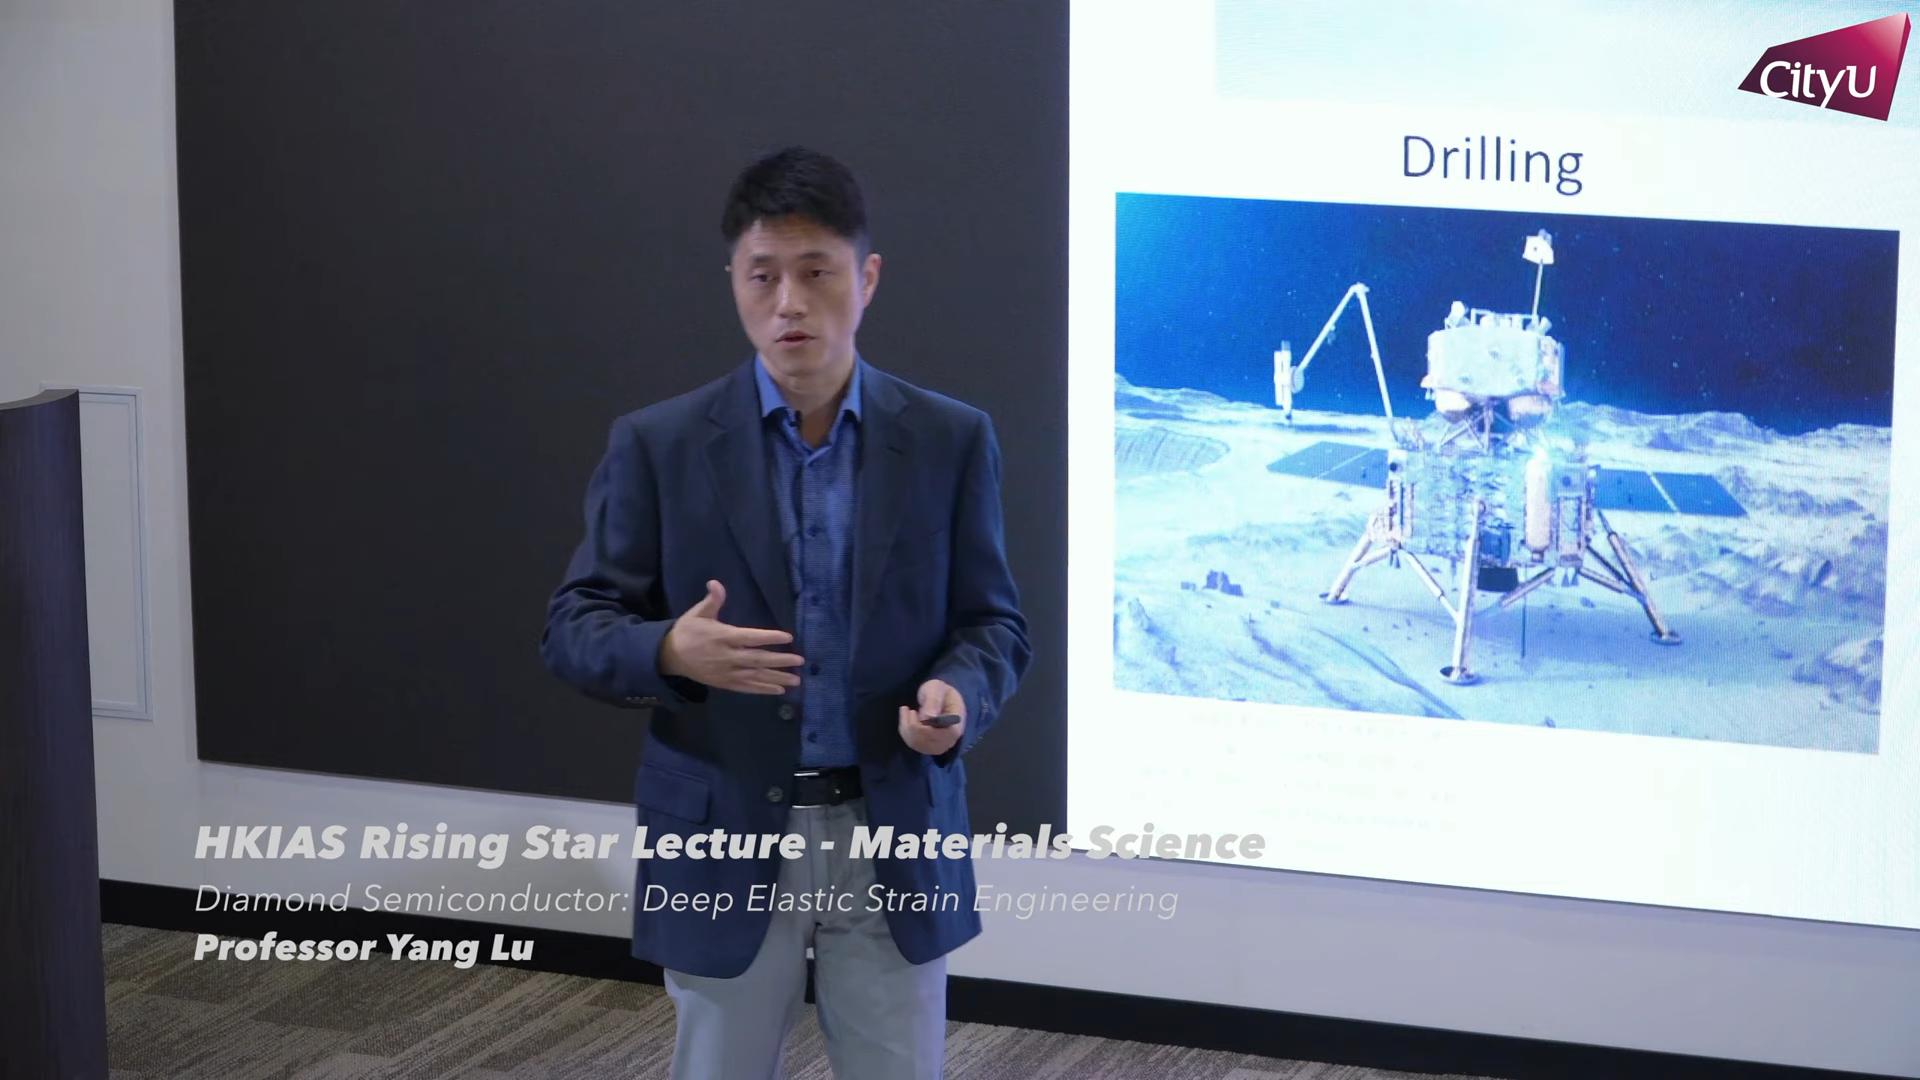 CityU
Drilling
HKIAS Rising Star Lecture - Materials Science
Diamond Semiconductor: Deep Elastic Strain Engineering
Professor Yang Lu